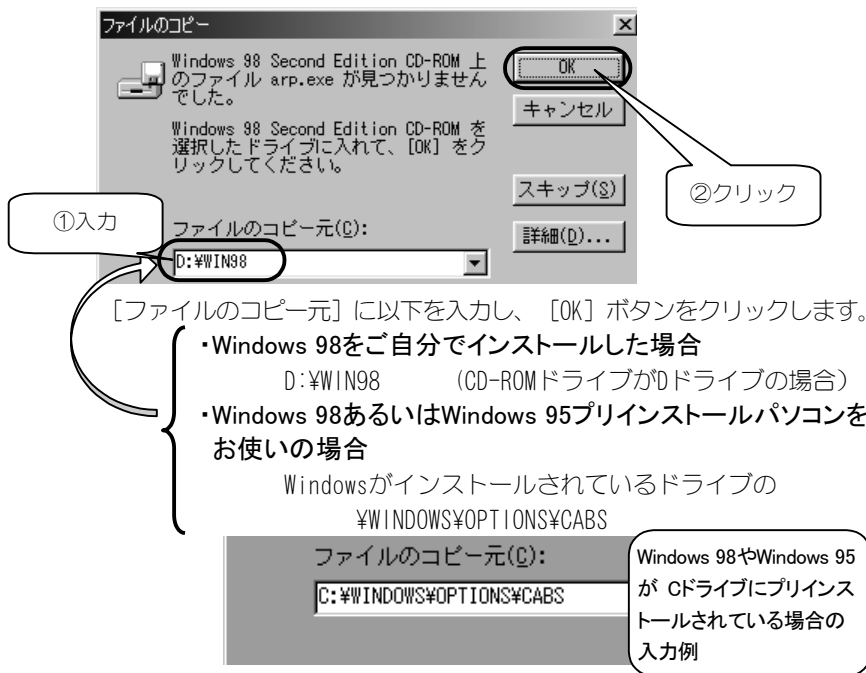 ファイルのコピー
Windows 98 Second Edition CD-ROM 上
のファイル arp.exe が見つかりません
でした。
Windows 98 Second Edition CD-ROM を
選択したドライブに入れて、[OK] をク
リックしてください。
OK
キャンセル
スキップ(S)
詳細(D)...
②クリック
①入力
ファイルのコピー元(C):
D:¥WIN98
［ファイルのコピー元］に以下を入力し、［OK］ボタンをクリックします。
・Windows 98をご自分でインストールした場合
D:¥WIN98 （CD-ROMドライブがDドライブの場合）
・Windows 98あるいはWindows 95プリインストールパソコンを
お使いの場合
Windowsがインストールされているドライブの
¥WINDOWS¥OPTIONS¥CABS
ファイルのコピー元(C):
C:¥WINDOWS¥OPTIONS¥CABS
Windows 98やWindows 95
が Cドライブにプリインス
トールされている場合の
入力例